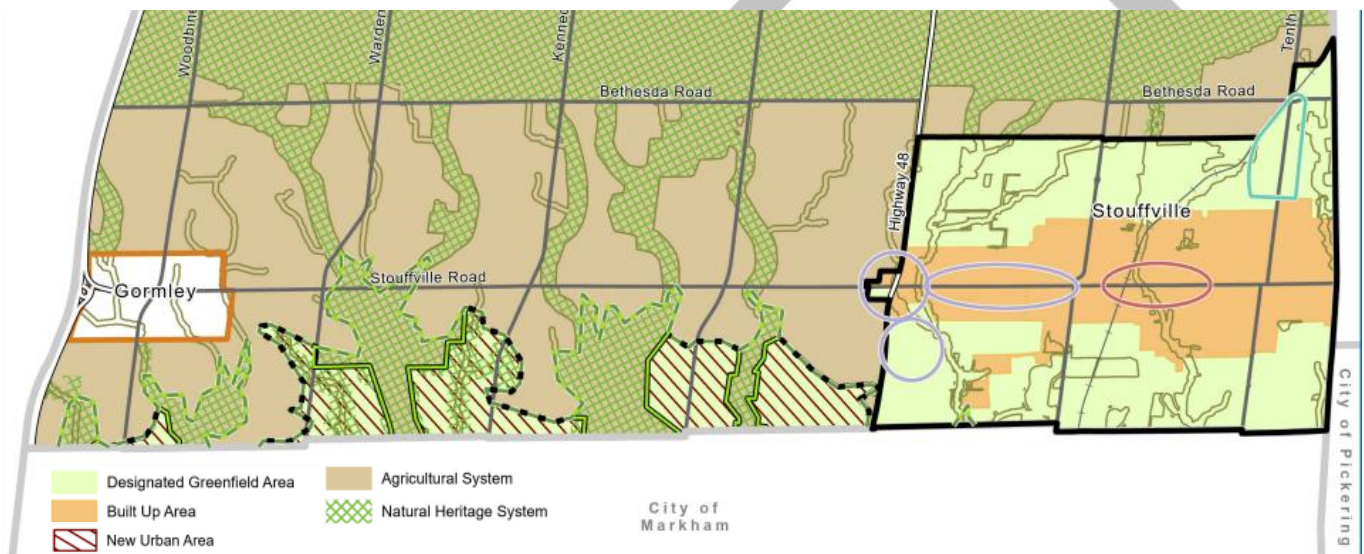 Woodbine
Warden
Kenned
Tenth
Bethesda Road
Bethesda Road
Highway 48
Stouffville
Stouffville Road
Gormley
City of Pickering
Designated Greenfield Area
Agricultural System
Built Up Area
Natural Heritage System
New Urban Area
City of
Markham